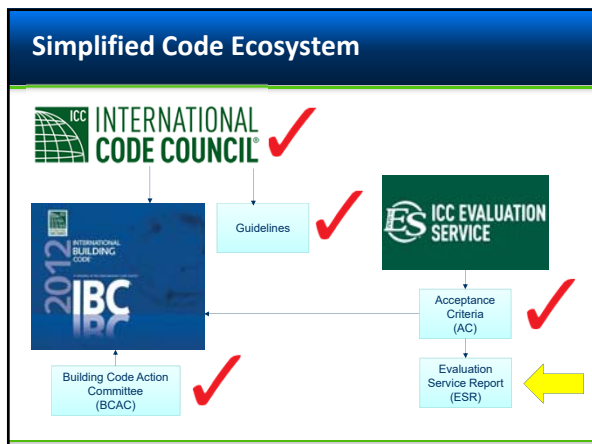 Simplified Code Ecosystem
ICC INTERNATIONAL
CODE COUNCIL®
Guidelines
ES ICC EVALUATION
SERVICE
2012
INTERNATIONAL
BUILDING
CODE®
IBC
Acceptance
Criteria
(AC)
Building Code Action
Committee
(BCAC)
Evaluation
Service Report
(ESR)